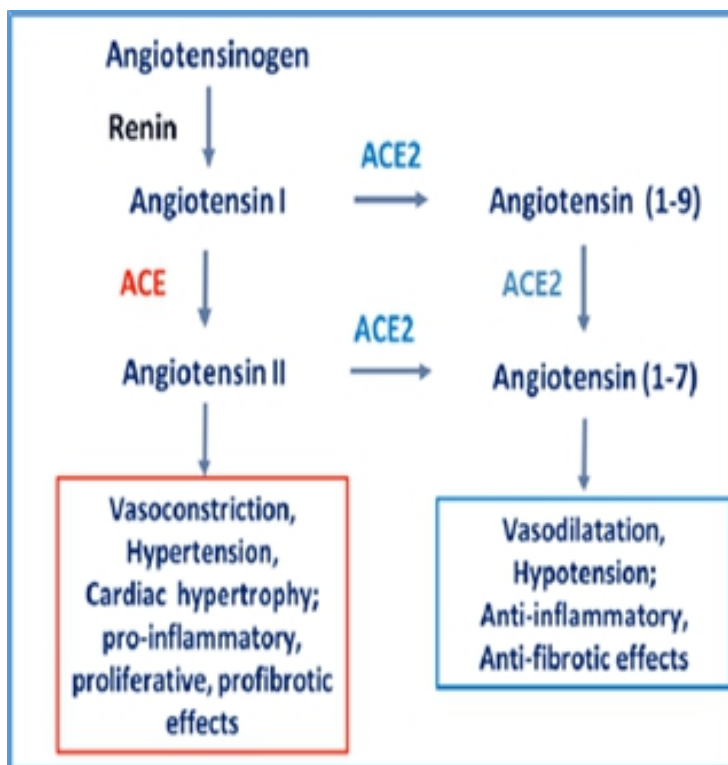 Angiotensinogen
Renin
ACE2
Angiotensin I
Angiotensin (1-9)
ACE
ACE2
ACE2
Angiotensin II
Angiotensin (1-7)
Vasoconstriction,
Hypertension,
Cardiac hypertrophy;
pro-inflammatory,
proliferative, profibrotic
effects
Vasodilatation,
Hypotension;
Anti-inflammatory,
Anti-fibrotic effects